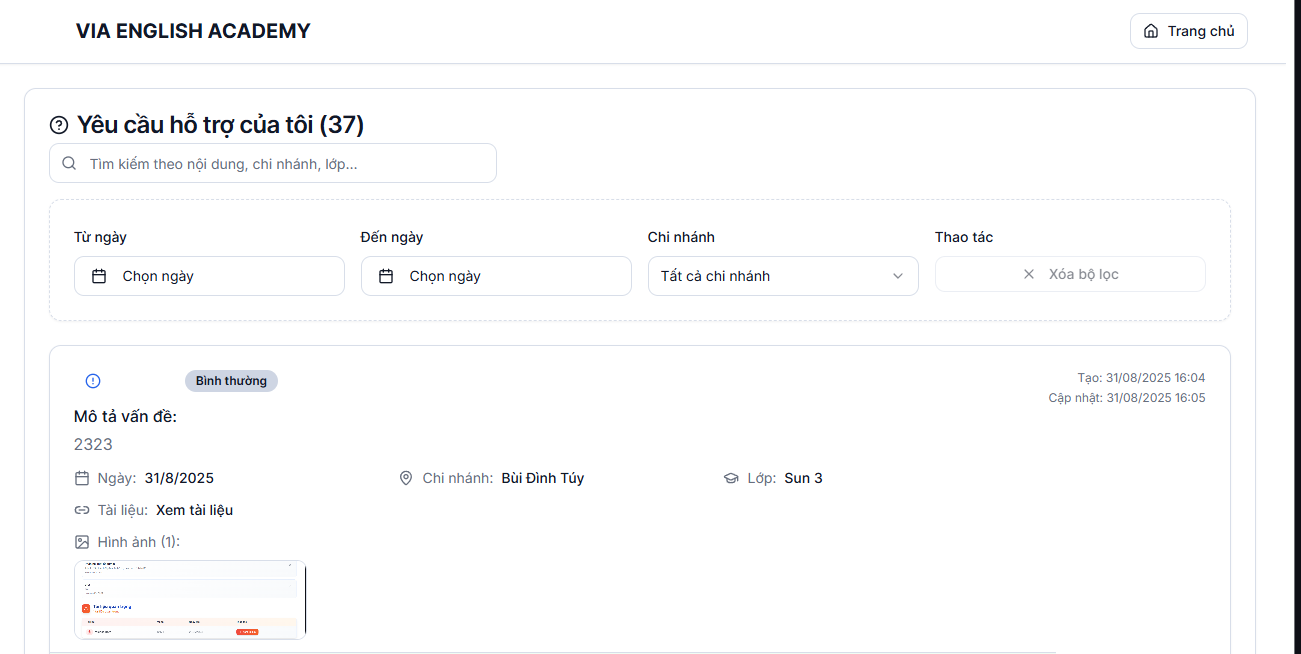 VIA ENGLISH ACADEMY
Trang chủ
Yêu cầu hỗ trợ của tôi (37)
Tìm kiếm theo nội dung, chi nhánh, lớp...
Từ ngày
Đến ngày
Chi nhánh
Thao tác
Chọn ngày
Chọn ngày
Tất cả chi nhánh
Xóa bộ lọc
Bình thường
Tạo: 31/08/2025 16:04
Cập nhật: 31/08/2025 16:05
Mô tả vấn đề:
2323
Ngày: 31/8/2025
Chi nhánh: Bùi Đình Túy
Lớp: Sun 3
Tài liệu: Xem tài liệu
Hình ảnh (1):